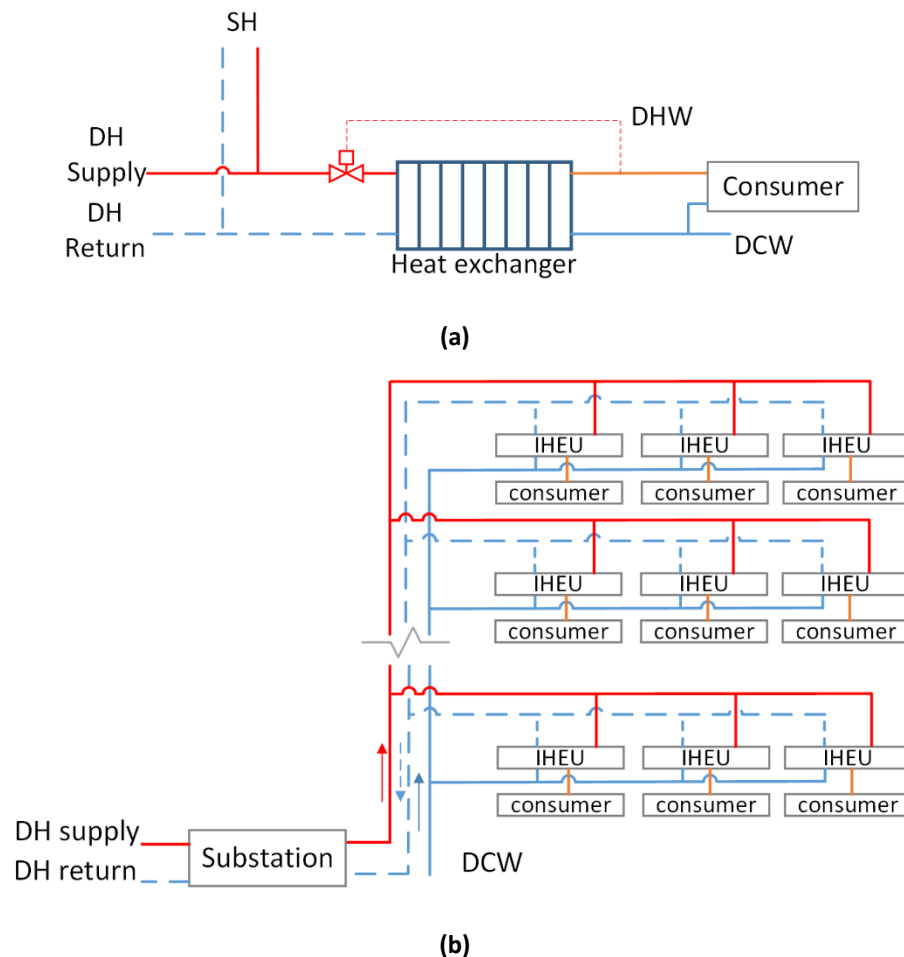 SH
DH
Supply
DHW
Consumer
DH
Return
DCW
Heat exchanger
(a)
IHEU IHEU IHEU
consumer consumer consumer
IHEU IHEU IHEU
consumer consumer consumer
IHEU IHEU IHEU
consumer consumer consumer
DH supply
Substation
DH return
DCW
(b)